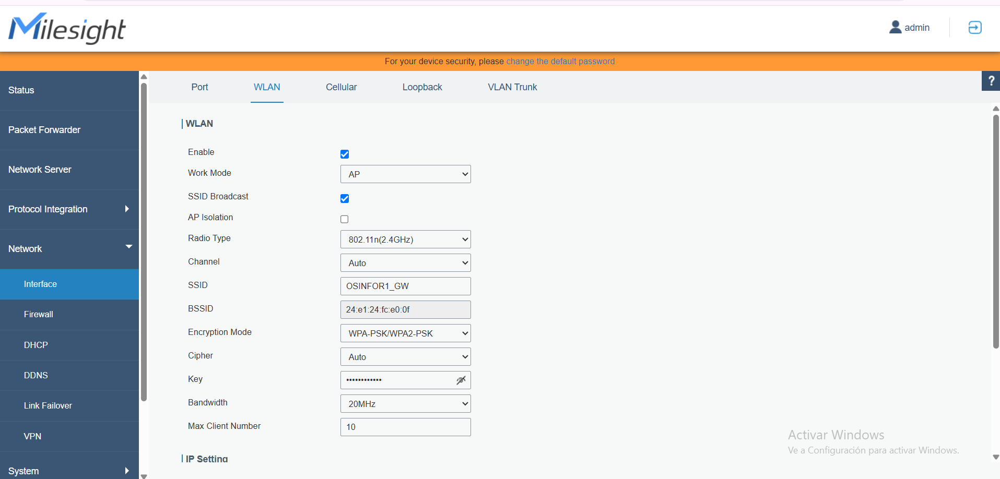 Milesight
admin
For your device security, please change the default password
Status
Packet Forwarder
Network Server
Protocol Integration
Network
Interface
Firewall
DHCP
DDNS
Link Failover
VPN
System
Port
WLAN
Cellular
Loopback
VLAN Trunk
?
WLAN
Enable
Work Mode
AP
SSID Broadcast
AP Isolation
Radio Type
802.11n(2.4GHz)
Channel
Auto
SSID
OSINFOR1_GW
BSSID
24:e1:24:fc:e0:0f
Encryption Mode
WPA-PSK/WPA2-PSK
Cipher
Auto
Key
••••••••••••
Bandwidth
20MHz
Max Client Number
10
IP Setting
Activar Windows
Ve a Configuración para activar Windows.